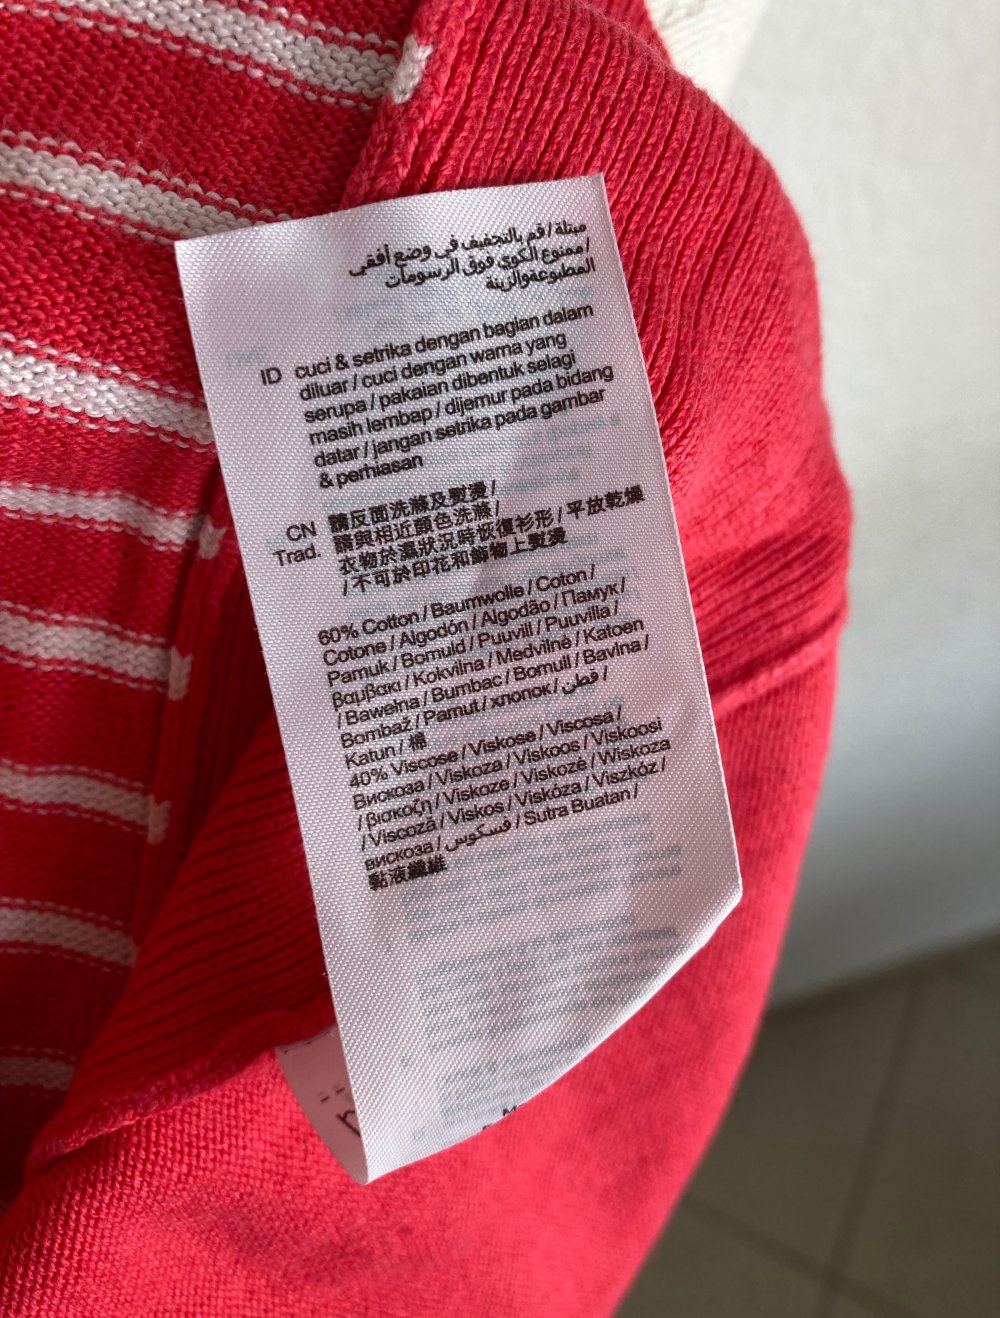 مبتلة / قم بالتجفيف في وضع أفقي
/ ممنوع الكوي فوق الرسومات
المطبوعةوالزينة
ID cuci & setrika dengan bagian dalam
diluar / cuci dengan warna yang
serupa / pakaian dibentuk selagi
masih lembap / dijemur pada bidang
datar / jangan setrika pada gambar
& perhiasan
CN 請反面洗滌及熨燙 /
Trad. 請與相近顏色洗滌 /
衣物於濕狀況時恢復衫形 / 平放乾燥
/ 不可於印花和飾物上熨燙
60% Cotton / Baumwolle / Coton /
Cotone / Algodón / Algodão / Памук /
Pamuk / Bomuld / Puuvill / Puuvilla /
βαμβακι / Kokvilna / Medvilnė / Katoen
/ Bawełna / Bumbac / Bomull / Bavlna /
Bombaž / Pamut / хлопок / قطن /
Katun / 棉
40% Viscose / Viskose / Viscosa /
Вискоза / Viskoza / Viskoos / Viskoosi
/ βισκοζη / Viskoze / Viskozė / Wiskoza
/ Viscoză / Viskos / Viskóza / Viszkóz /
вискоза / فسكوس / Sutra Buatan /
黏液纖維